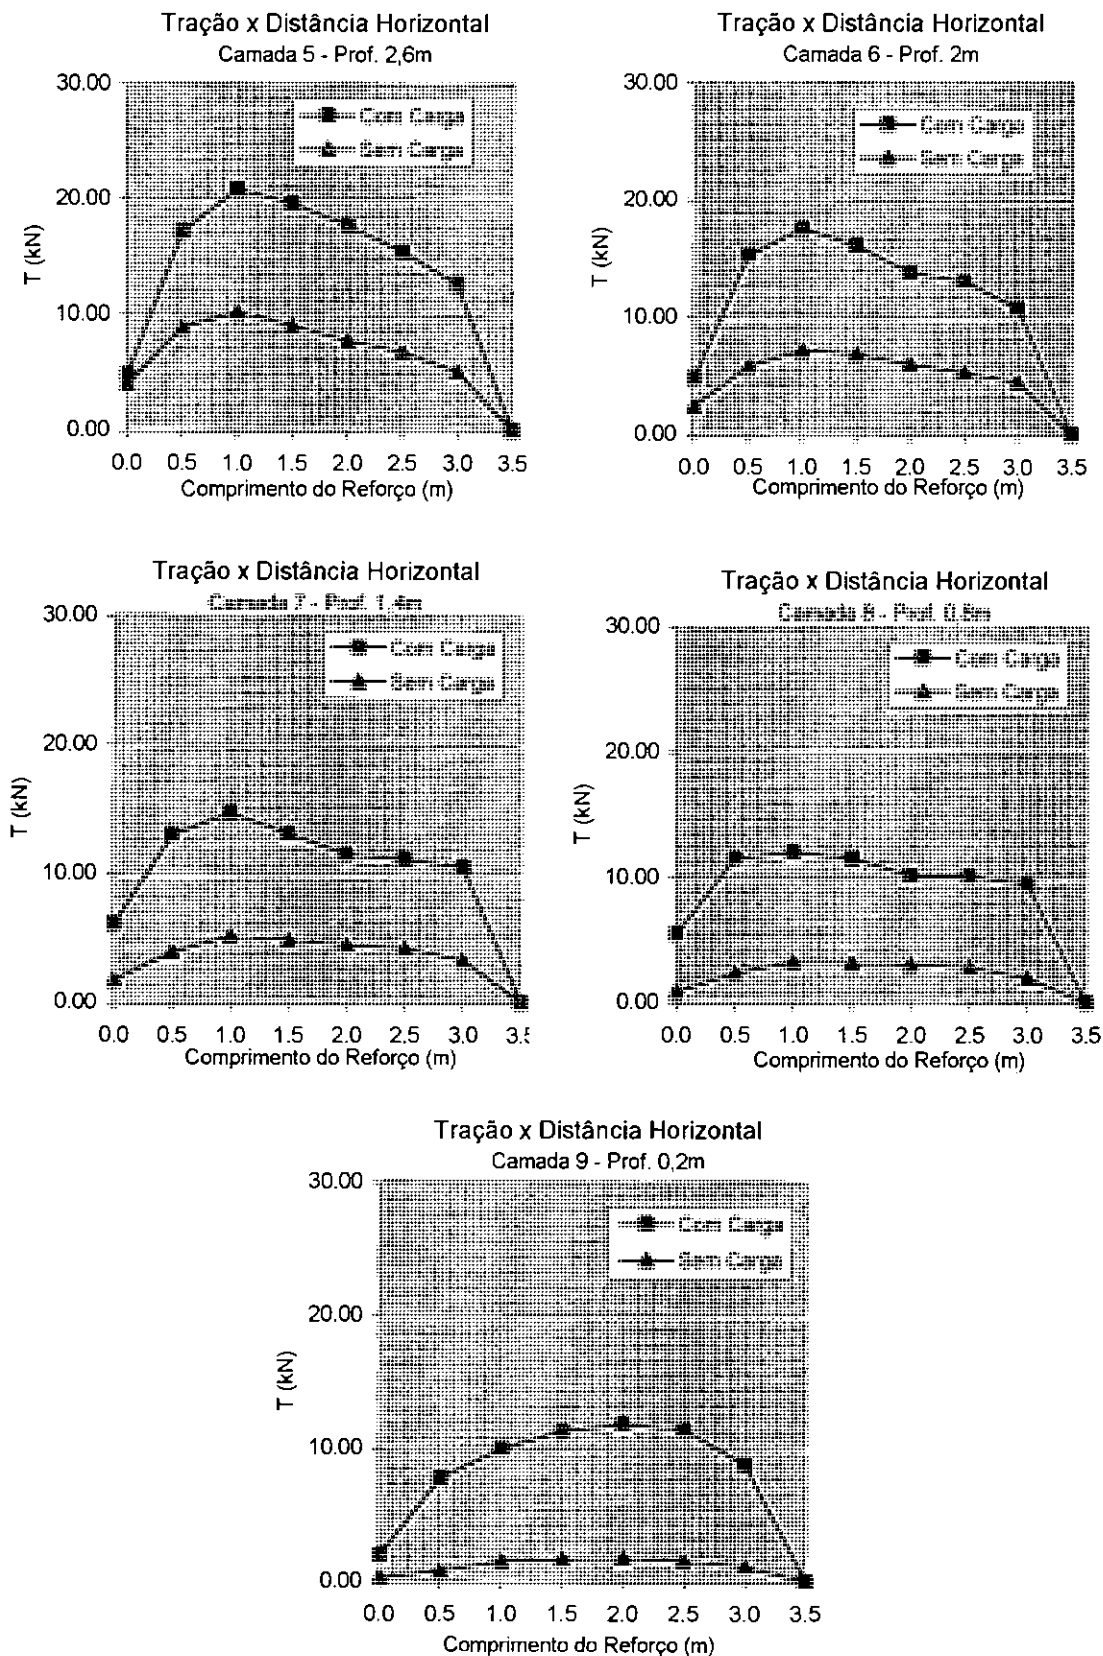 Tração x Distância Horizontal
Camada 5 - Prof. 2,6m
30.00
20.00
10.00
0.00
T (kN)
Com Carga
Sem Carga
0.0 0.5 1.0 1.5 2.0 2.5 3.0 3.5
Comprimento do Reforço (m)
Tração x Distância Horizontal
Camada 6 - Prof. 2m
30.00
20.00
10.00
0.00
T (kN)
Com Carga
Sem Carga
0.0 0.5 1.0 1.5 2.0 2.5 3.0 3.5
Comprimento do Reforço (m)
Tração x Distância Horizontal
Camada 7 - Prof. 1,4m
30.00
20.00
10.00
0.00
T (kN)
Com Carga
Sem Carga
0.0 0.5 1.0 1.5 2.0 2.5 3.0 3.5
Comprimento do Reforço (m)
Tração x Distância Horizontal
Camada 8 - Prof. 0,8m
30.00
20.00
10.00
0.00
T (kN)
Com Carga
Sem Carga
0.0 0.5 1.0 1.5 2.0 2.5 3.0 3.5
Comprimento do Reforço (m)
Tração x Distância Horizontal
Camada 9 - Prof. 0,2m
30.00
20.00
10.00
0.00
T (kN)
Com Carga
Sem Carga
0.0 0.5 1.0 1.5 2.0 2.5 3.0 3.5
Comprimento do Reforço (m)